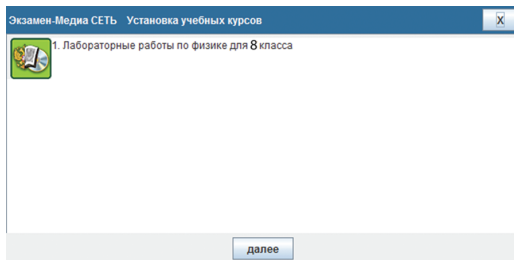 Экзамен-Медиа СЕТЬ Установка учебных курсов X
1. Лабораторные работы по физике для 8 класса
далее